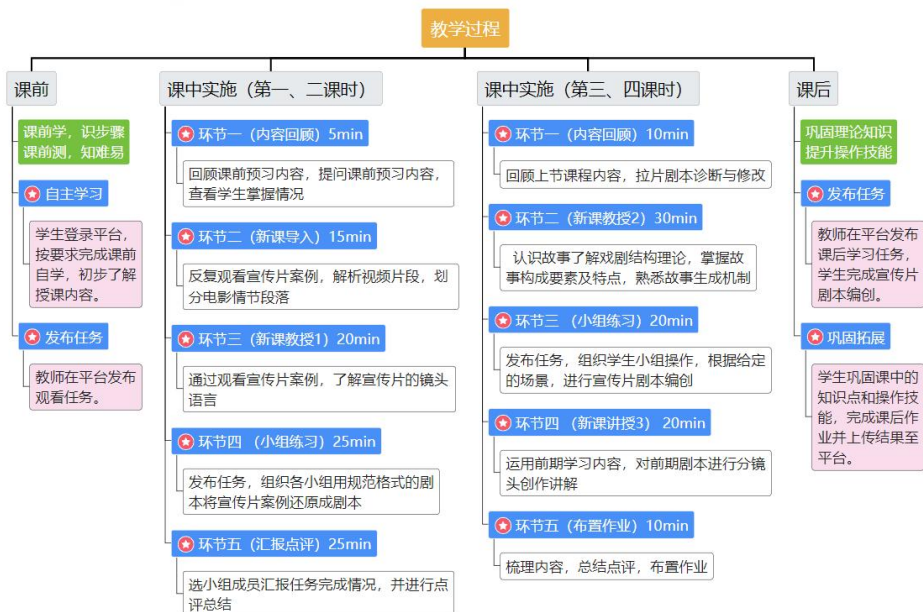 教学过程
课前
课前学，识步骤
课前测，知难易
自主学习
学生登录平台，
按要求完成课前
自学，初步了解
授课内容。
发布任务
教师在平台发布
观看任务。
课中实施（第一、二课时）
环节一（内容回顾）5min
回顾课前预习内容，提问课前预习内容，
查看学生掌握情况
环节二（新课导入）15min
反复观看宣传片案例，解析视频片段，划
分电影情节段落
环节三（新课教授1）20min
通过观看宣传片案例，了解宣传片的镜头
语言
环节四 （小组练习）25min
发布任务，组织各小组用规范格式的剧
本将宣传片案例还原成剧本
环节五（汇报点评）25min
选小组成员汇报任务完成情况，并进行点
评总结
课中实施（第三、四课时）
环节一（内容回顾）10min
回顾上节课程内容，拉片剧本诊断与修改
环节二（新课教授2）30min
认识故事了解戏剧结构理论，掌握故
事构成要素及特点，熟悉故事生成机制
环节三 （小组练习）20min
发布任务，组织学生小组操作，根据给定
的场景，进行宣传片剧本编创
环节四 （新课讲授3） 20min
运用前期学习内容，对前期剧本进行分镜
头创作讲解
环节五（布置作业）10min
梳理内容，总结点评，布置作业
课后
巩固理论知识
提升操作技能
发布任务
教师在平台发布
课后学习任务，
学生完成宣传片
剧本编创。
巩固拓展
学生巩固课中的
知识点和操作技
能，完成课后作
业并上传结果至
平台。